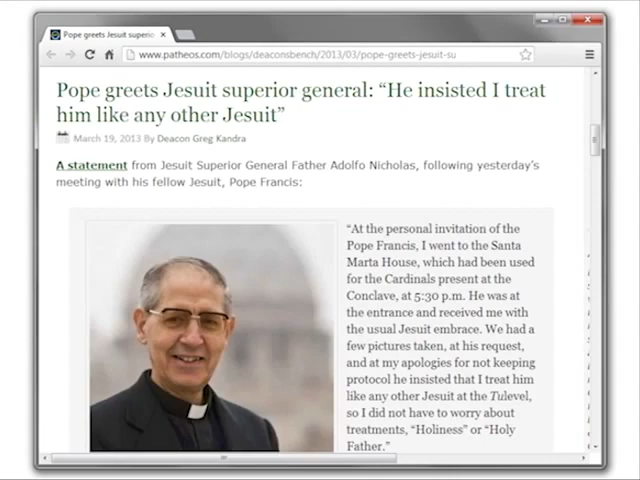 Pope greets Jesuit superio
www.patheos.com/blogs/deaconsbench/2013/03/pope-greets-jesuit-su
Pope greets Jesuit superior general: “He insisted I treat
him like any other Jesuit”
March 19, 2013 By Deacon Greg Kandra
A statement from Jesuit Superior General Father Adolfo Nicholas, following yesterday’s
meeting with his fellow Jesuit, Pope Francis:
“At the personal invitation of the
Pope Francis, I went to the Santa
Marta House, which had been used
for the Cardinals present at the
Conclave, at 5:30 p.m. He was at
the entrance and received me with
the usual Jesuit embrace. We had a
few pictures taken, at his request,
and at my apologies for not keeping
protocol he insisted that I treat him
like any other Jesuit at the Tulevel,
so I did not have to worry about
treatments, “Holiness” or “Holy
Father.”